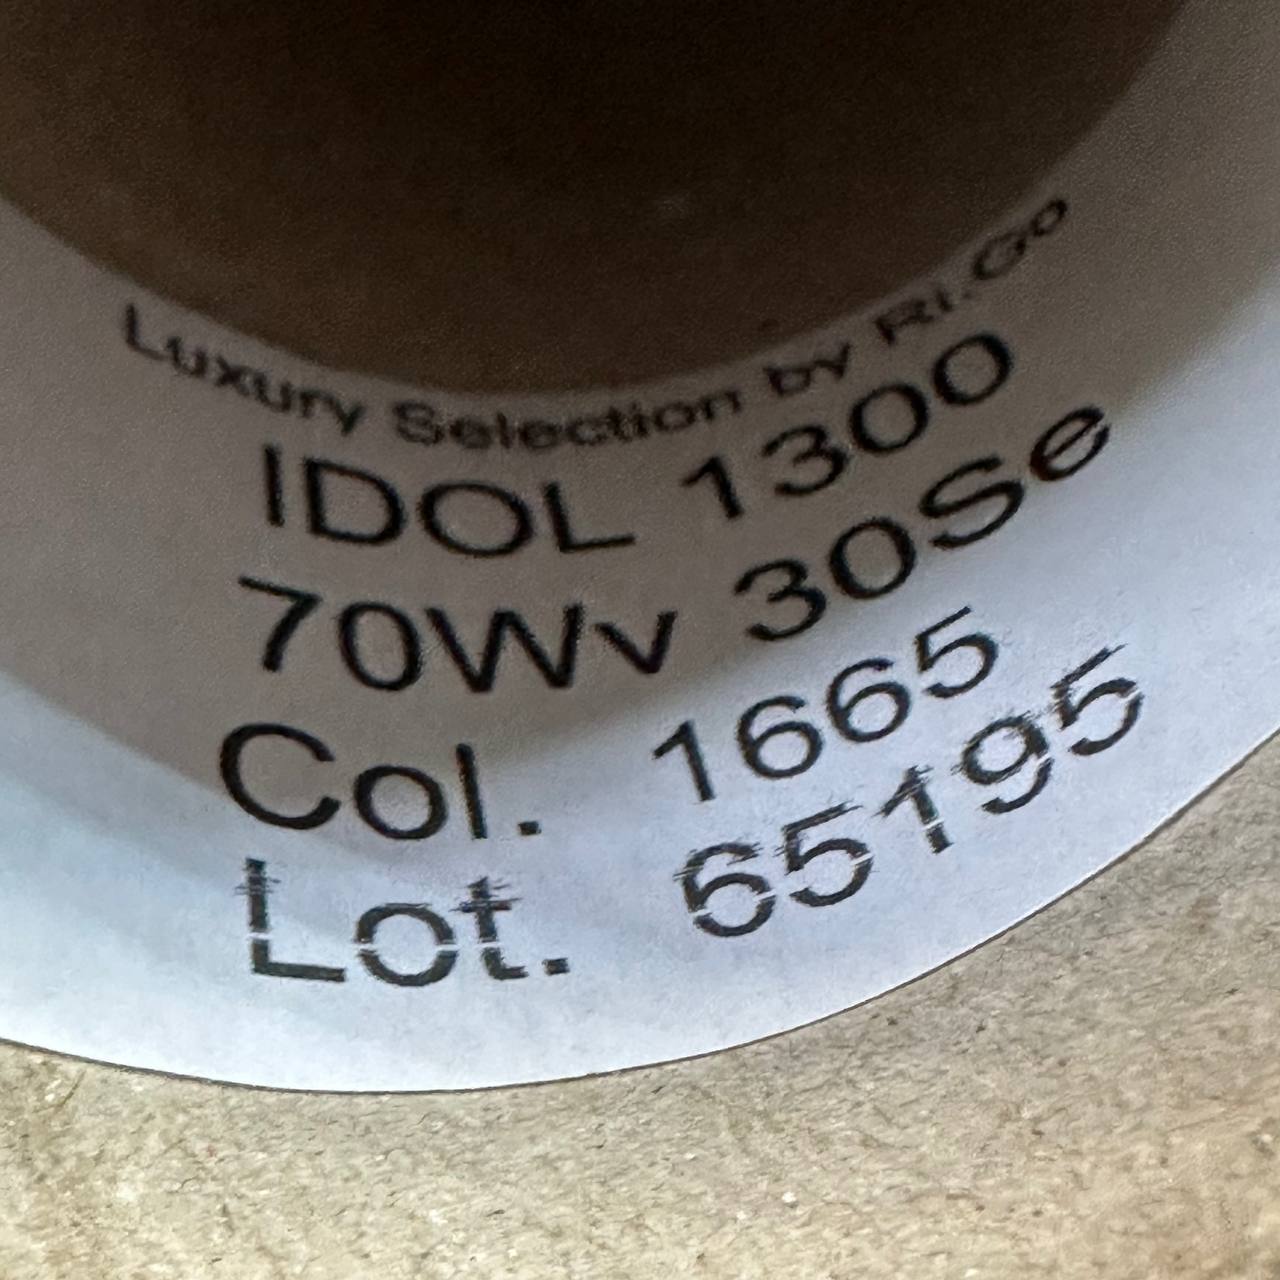 Luxury Selection by Ri.Go
IDOL 1300
70Wv 30Se
Col. 1665
Lot. 65195